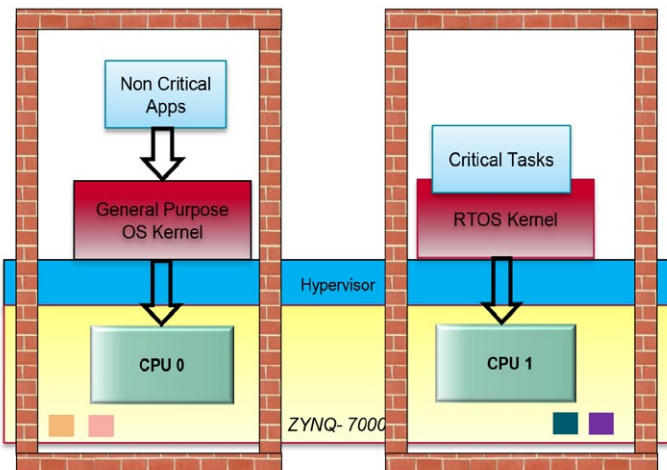 Non Critical
Apps
General Purpose
OS Kernel
CPU 0
Hypervisor
ZYNQ- 7000
Critical Tasks
RTOS Kernel
CPU 1